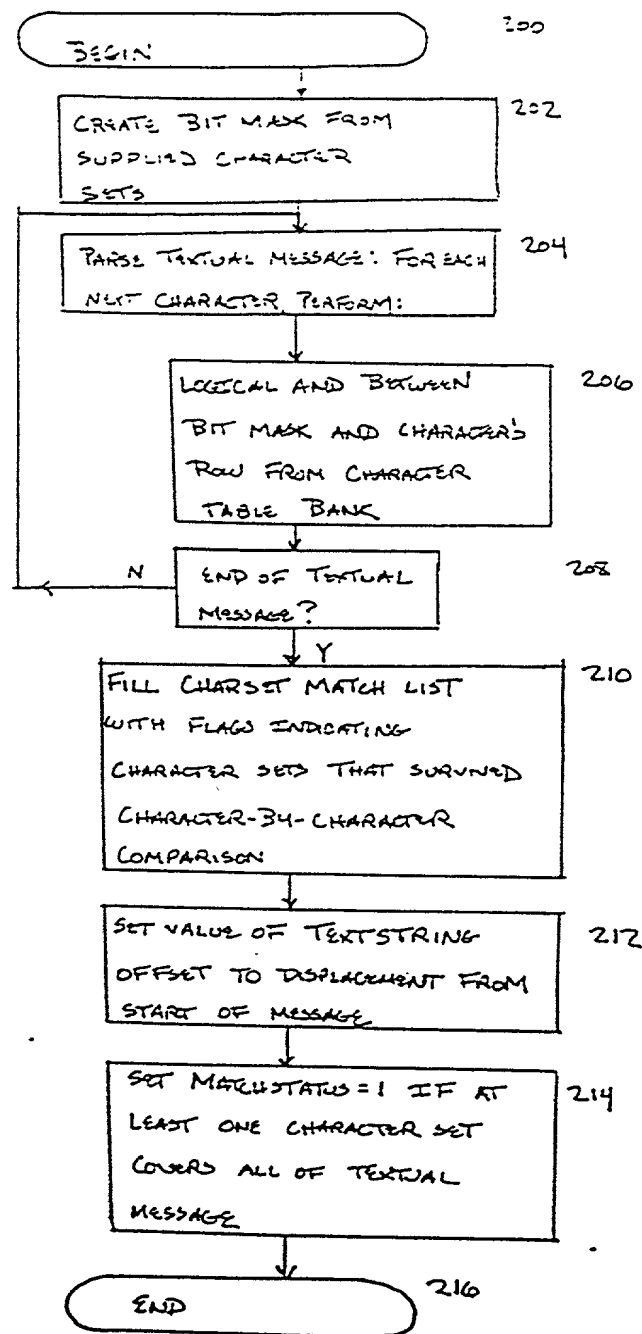 200
BEGIN
202
CREATE BIT MASK FROM
SUPPLIED CHARACTER
SETS
204
PARSE TEXTUAL MESSAGE: FOR EACH
NEXT CHARACTER PERFORM:
206
LOGICAL AND BETWEEN
BIT MASK AND CHARACTER'S
ROW FROM CHARACTER
TABLE BANK
208
N
END OF TEXTUAL
MESSAGE?
Y
210
FILL CHARSET MATCH LIST
WITH FLAGS INDICATING
CHARACTER SETS THAT SURVIVED
CHARACTER-BY-CHARACTER
COMPARISON
212
SET VALUE OF TEXTSTRING
OFFSET TO DISPLACEMENT FROM
START OF MESSAGE
214
SET MATCHSTATUS = 1 IF AT
LEAST ONE CHARACTER SET
COVERS ALL OF TEXTUAL
MESSAGE
216
END